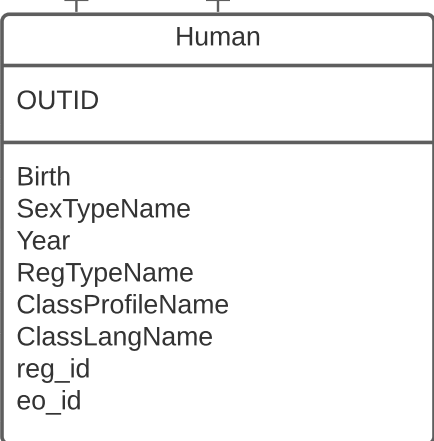 Human
OUTID
Birth
SexTypeName
Year
RegTypeName
ClassProfileName
ClassLangName
reg_id
eo_id